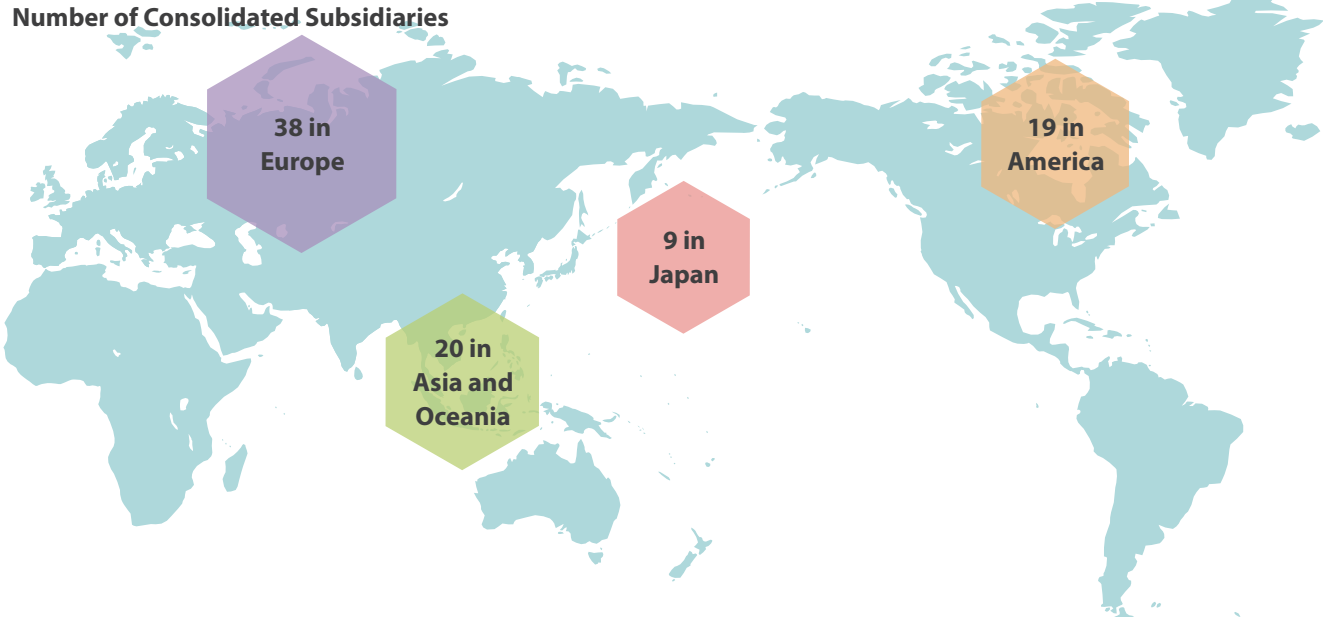 Number of Consolidated Subsidiaries
38 in
Europe
19 in
America
9 in
Japan
20 in
Asia and
Oceania